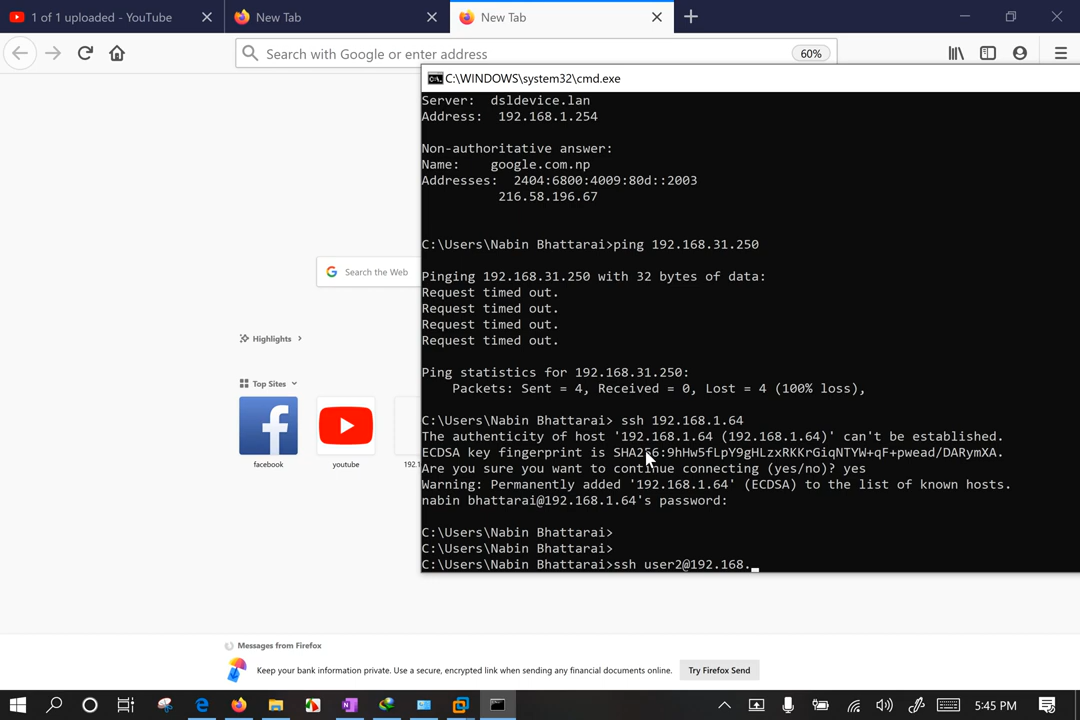 1 of 1 uploaded - YouTube
New Tab
New Tab
Search with Google or enter address
60%
C:\WINDOWS\system32\cmd.exe
Server:  dsldevice.lan
Address:  192.168.1.254
Non-authoritative answer:
Name:    google.com.np
Addresses:  2404:6800:4009:80d::2003
216.58.196.67
C:\Users\Nabin Bhattarai>ping 192.168.31.250
Pinging 192.168.31.250 with 32 bytes of data:
Request timed out.
Request timed out.
Request timed out.
Request timed out.
Ping statistics for 192.168.31.250:
Packets: Sent = 4, Received = 0, Lost = 4 (100% loss),
C:\Users\Nabin Bhattarai> ssh 192.168.1.64
The authenticity of host '192.168.1.64 (192.168.1.64)' can't be established.
ECDSA key fingerprint is SHA256:9hHw5fLpY9gHLzxRKKrGiqNTYW+qF+pwead/DARymXA.
Are you sure you want to continue connecting (yes/no)? yes
Warning: Permanently added '192.168.1.64' (ECDSA) to the list of known hosts.
nabin bhattarai@192.168.1.64's password:
C:\Users\Nabin Bhattarai>
C:\Users\Nabin Bhattarai>
C:\Users\Nabin Bhattarai>ssh user2@192.168._
Search the Web
Highlights
Top Sites
facebook
youtube
192.1
Messages from Firefox
Keep your bank information private. Use a secure, encrypted link when sending any financial documents online.
Try Firefox Send
5:45 PM